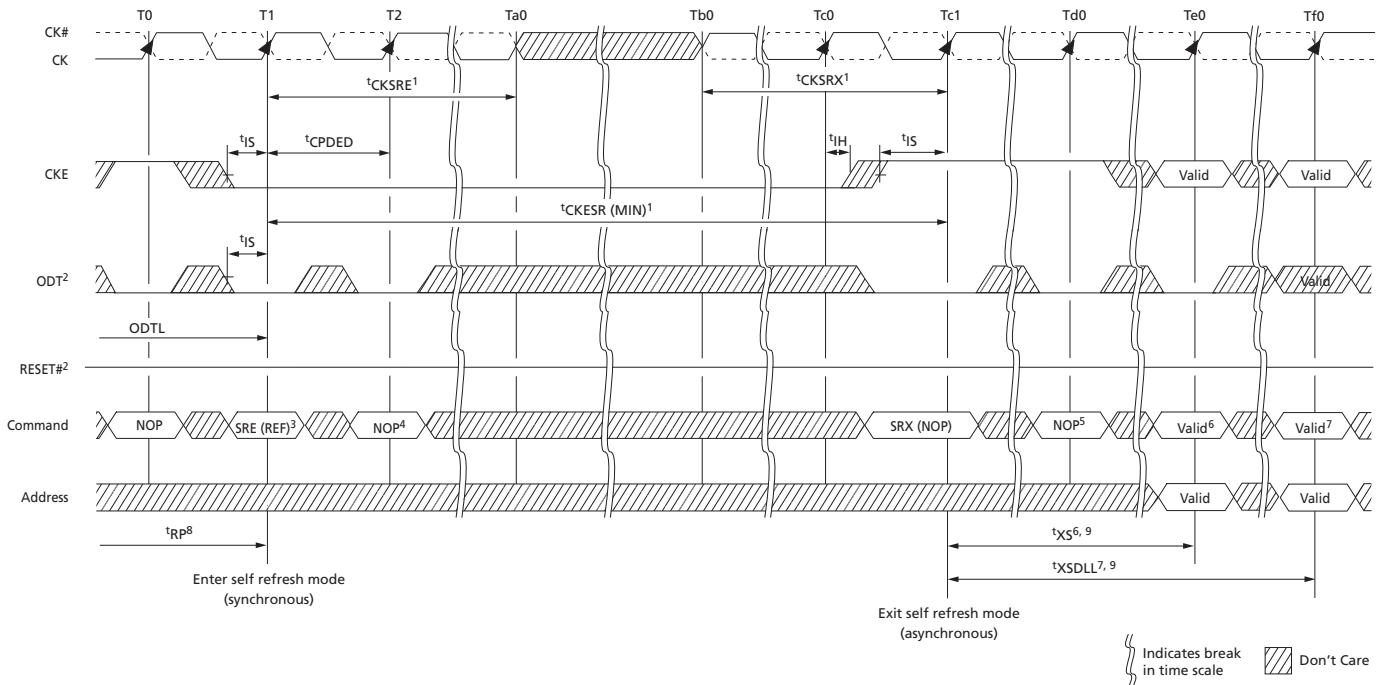 T0 T1 T2 Ta0 Tb0 Tc0 Tc1 Td0 Te0 Tf0
CK#
CK
tCKSRE1 tCKSRX1
tIS tCPDED tIH tIS
CKE Valid Valid
tCKESR (MIN)1
tIS
ODT2 Valid
ODTL
RESET#2
Command NOP SRE (REF)3 NOP4 SRX (NOP) NOP5 Valid6 Valid7
Address Valid Valid
tRP8 tXS6, 9
Enter self refresh mode
(synchronous)
tXSDLL7, 9
Exit self refresh mode
(asynchronous)
Indicates break
in time scale
Don't Care